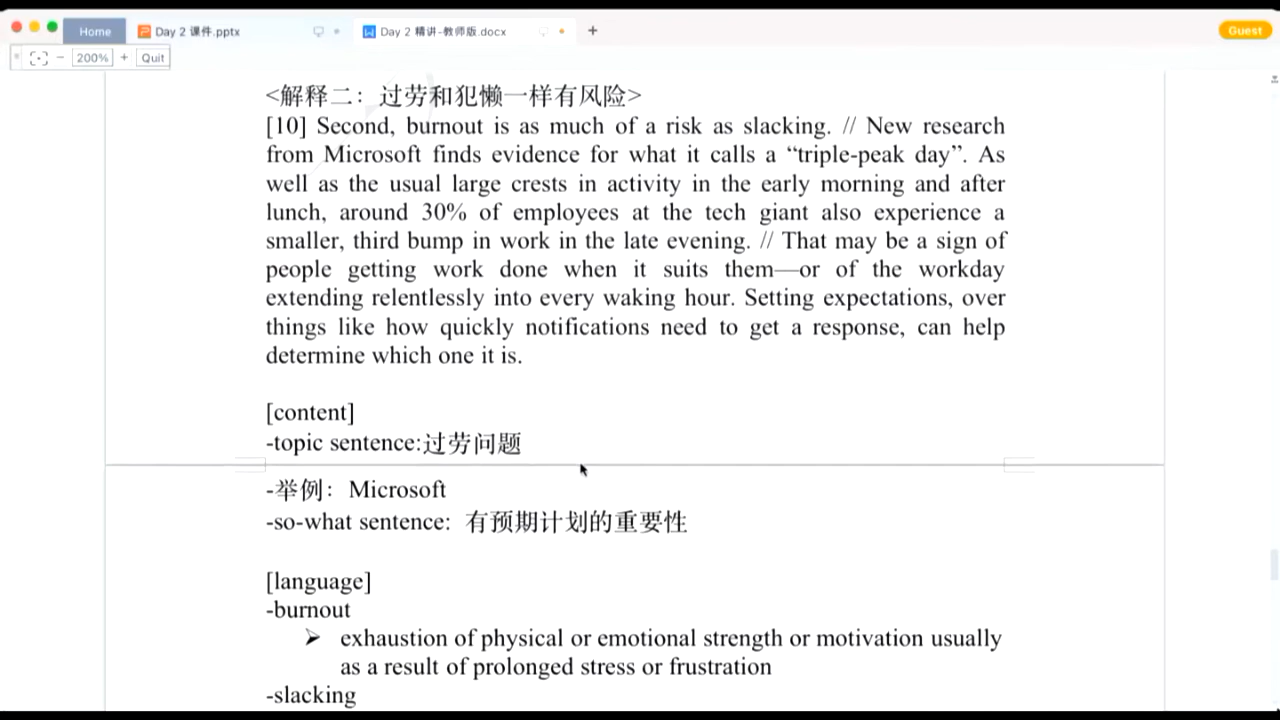 Home
Day 2 课件.pptx
Day 2 精讲-教师版.docx
Guest
200%
Quit
<解释二：过劳和犯懒一样有风险>
[10] Second, burnout is as much of a risk as slacking. // New research
from Microsoft finds evidence for what it calls a “triple-peak day”. As
well as the usual large crests in activity in the early morning and after
lunch, around 30% of employees at the tech giant also experience a
smaller, third bump in work in the late evening. // That may be a sign of
people getting work done when it suits them—or of the workday
extending relentlessly into every waking hour. Setting expectations, over
things like how quickly notifications need to get a response, can help
determine which one it is.
[content]
-topic sentence:过劳问题
-举例：Microsoft
-so-what sentence: 有预期计划的重要性
[language]
-burnout
➢ exhaustion of physical or emotional strength or motivation usually
as a result of prolonged stress or frustration
-slacking